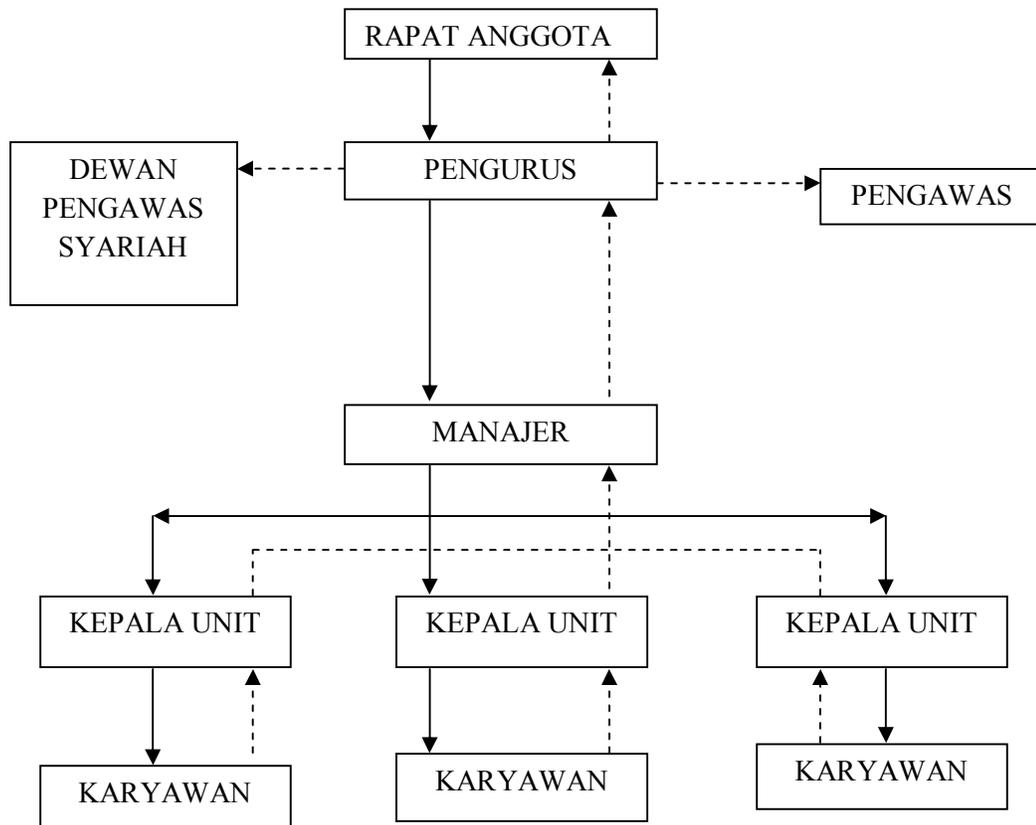 RAPAT ANGGOTA
DEWAN
PENGAWAS
SYARIAH
PENGURUS
PENGAWAS
MANAJER
KEPALA UNIT
KEPALA UNIT
KEPALA UNIT
KARYAWAN
KARYAWAN
KARYAWAN